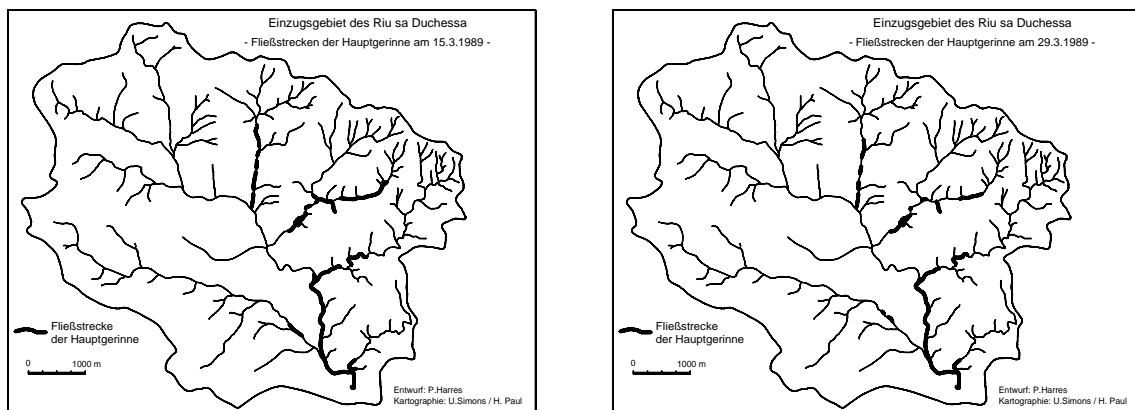 Einzugsgebiet des Riu sa Duchessa
- Fließstrecken der Hauptgerinne am 15.3.1989 -
Fließstrecke
der Hauptgerinne
0 1000 m
Entwurf: P.Harres
Kartographie: U.Simons / H. Paul
Einzugsgebiet des Riu sa Duchessa
- Fließstrecken der Hauptgerinne am 29.3.1989 -
Fließstrecke
der Hauptgerinne
0 1000 m
Entwurf: P.Harres
Kartographie: U.Simons / H. Paul